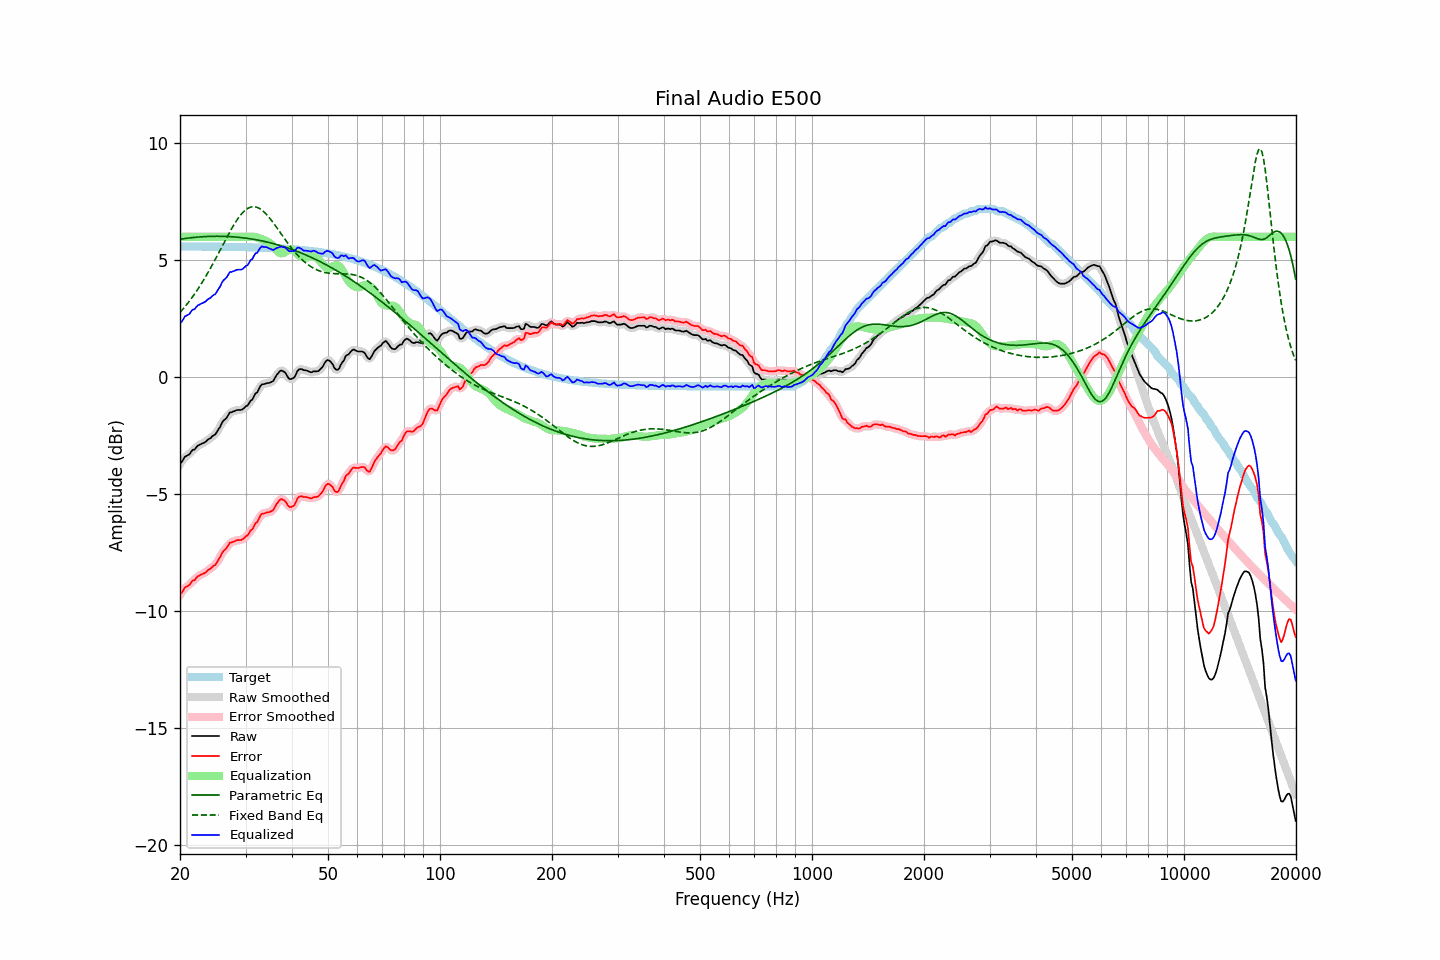 Final Audio E500
10
5
0
−5
−10
−15
−20
Amplitude (dBr)
Target
Raw Smoothed
Error Smoothed
Raw
Error
Equalization
Parametric Eq
Fixed Band Eq
Equalized
20 50 100 200 500 1000 2000 5000 10000 20000
Frequency (Hz)